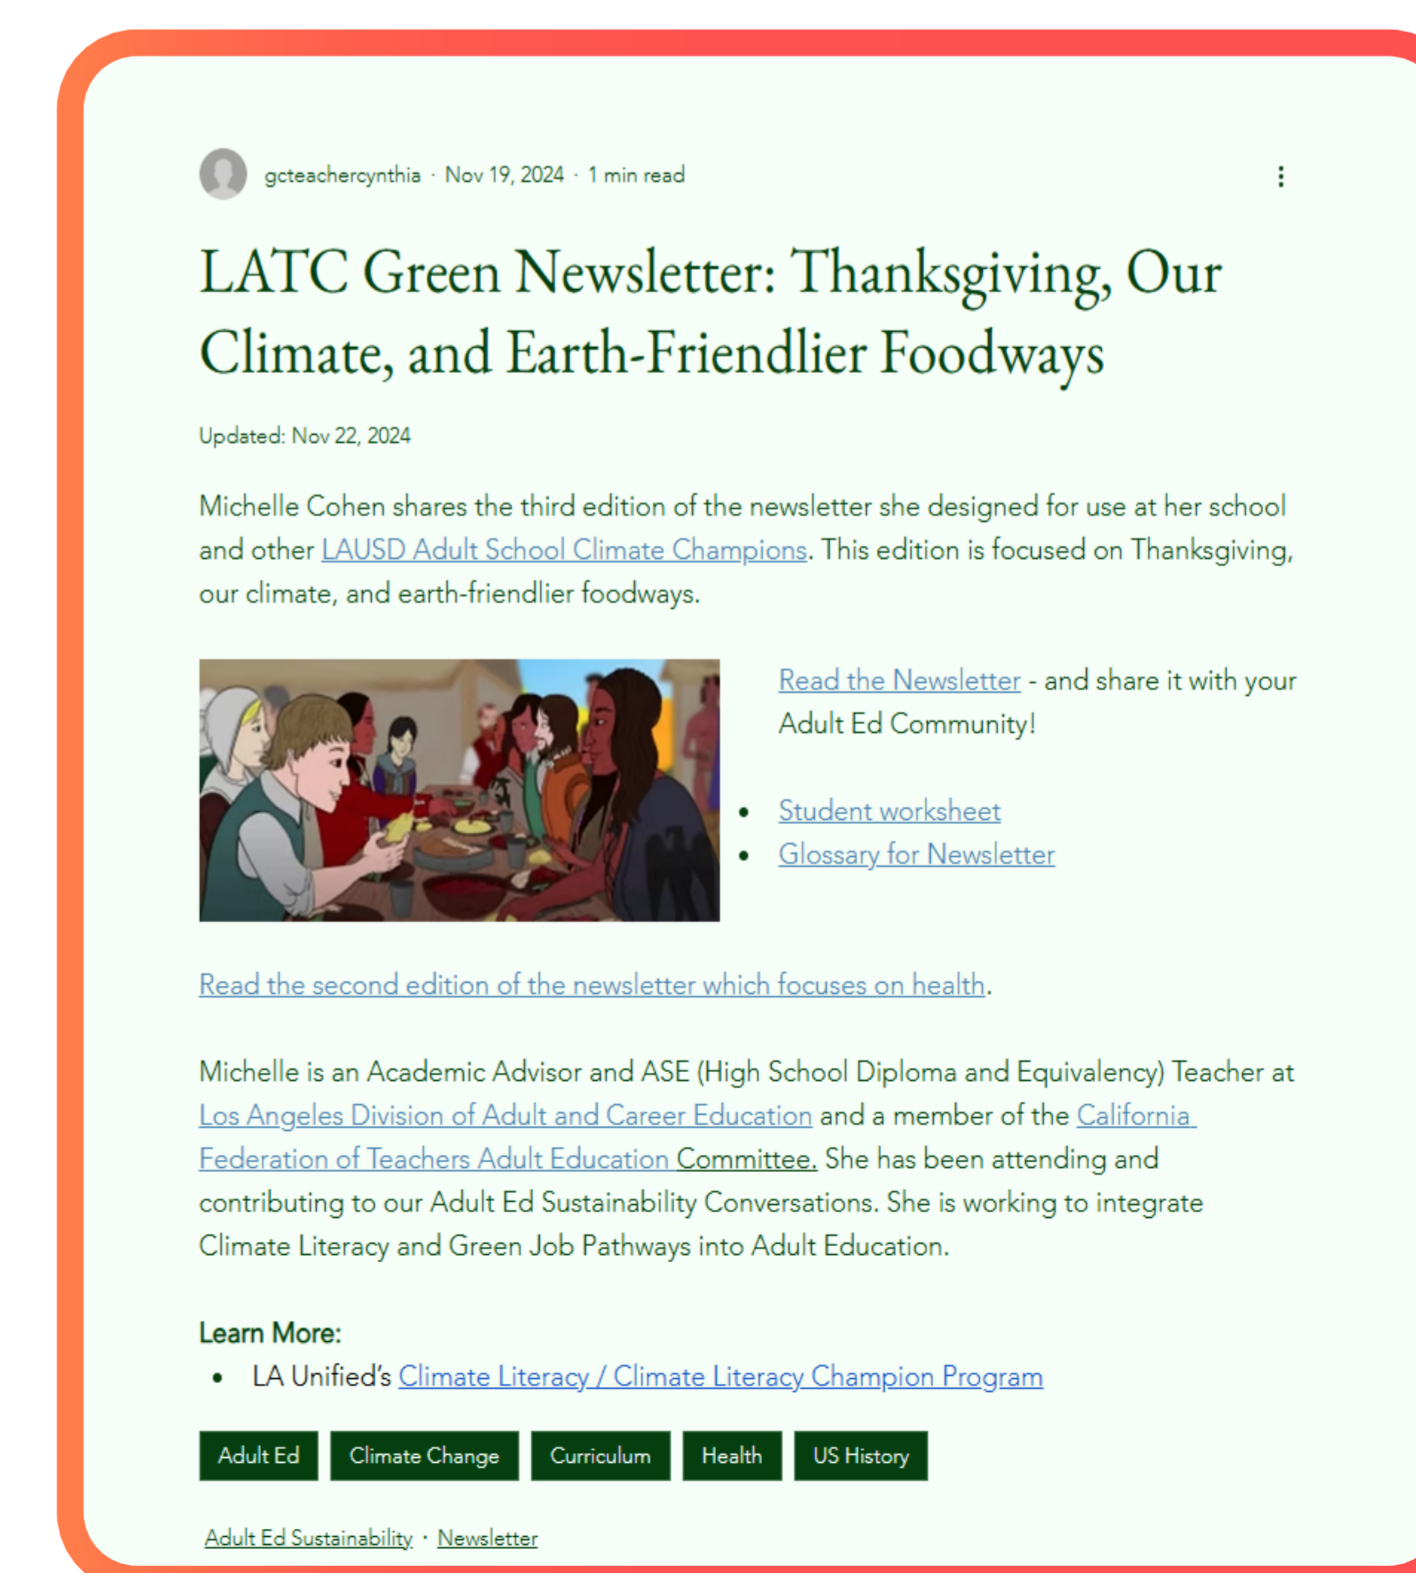 gcteachercynthia · Nov 19, 2024 · 1 min read
LATC Green Newsletter: Thanksgiving, Our
Climate, and Earth-Friendlier Foodways
Updated: Nov 22, 2024
Michelle Cohen shares the third edition of the newsletter she designed for use at her school
and other LAUSD Adult School Climate Champions. This edition is focused on Thanksgiving,
our climate, and earth-friendlier foodways.
Read the Newsletter - and share it with your
Adult Ed Community!
• Student worksheet
• Glossary for Newsletter
Read the second edition of the newsletter which focuses on health.
Michelle is an Academic Advisor and ASE (High School Diploma and Equivalency) Teacher at
Los Angeles Division of Adult and Career Education and a member of the California
Federation of Teachers Adult Education Committee. She has been attending and
contributing to our Adult Ed Sustainability Conversations. She is working to integrate
Climate Literacy and Green Job Pathways into Adult Education.
Learn More:
• LA Unified’s Climate Literacy / Climate Literacy Champion Program
Adult Ed Climate Change Curriculum Health US History
Adult Ed Sustainability · Newsletter